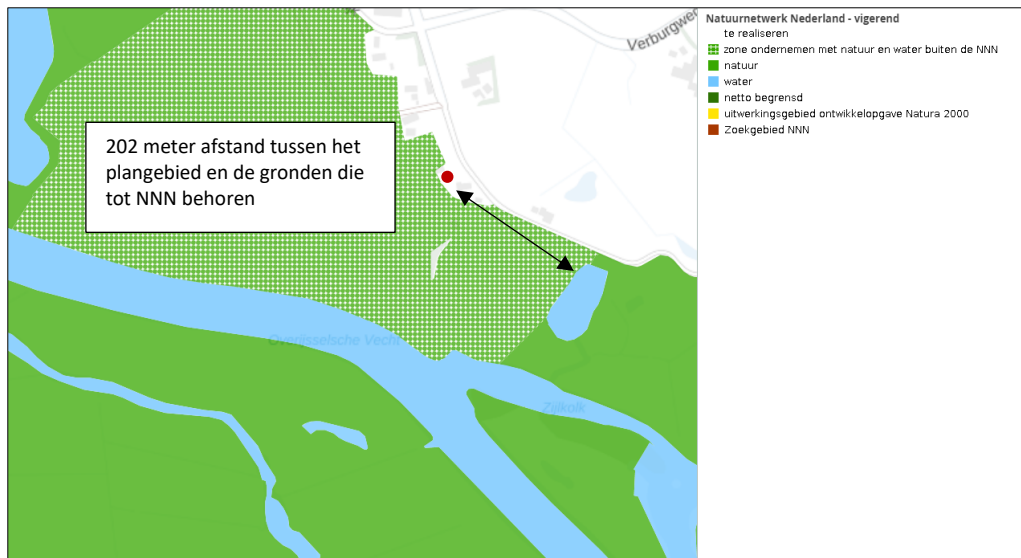 Verburgwe
202 meter afstand tussen het
plangebied en de gronden die
tot NNN behoren
Overijsselsche Vecht
Zijlkolk
Natuurnetwerk Nederland - vigerend
te realiseren
zone ondernemen met natuur en water buiten de NNN
natuur
water
netto begrensd
uitwerkingsgebied ontwikkelopgave Natura 2000
Zoekgebied NNN